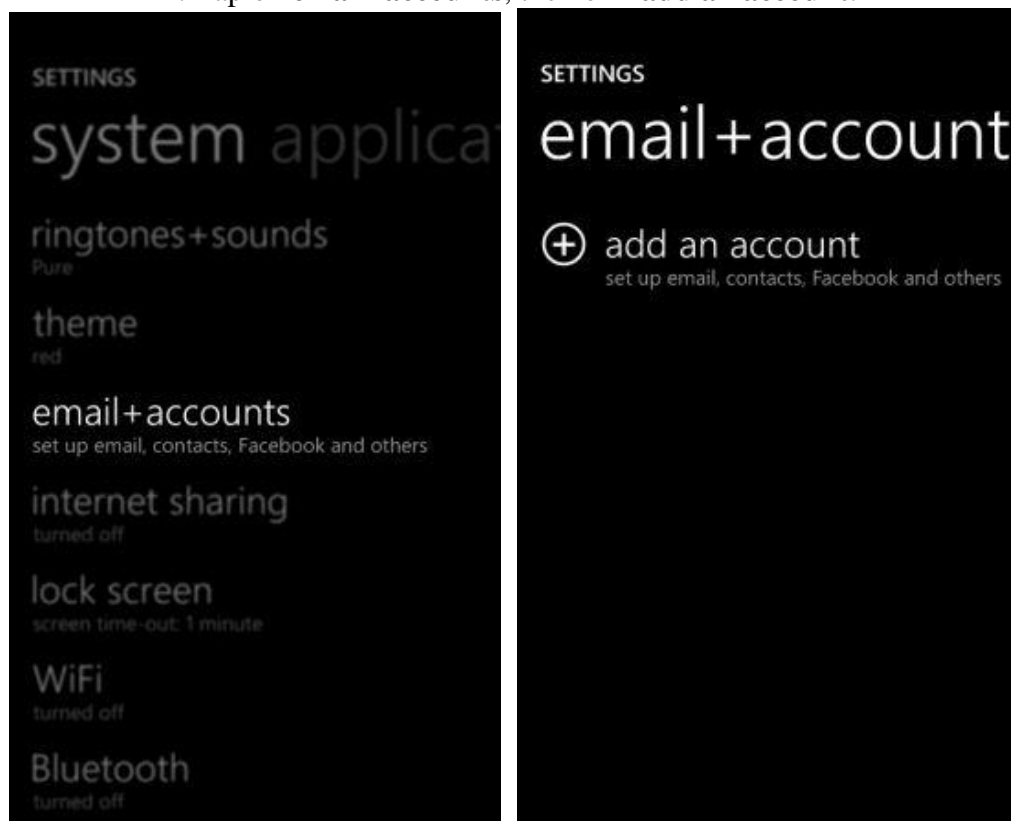 SETTINGS
system applica
ringtones+sounds
Pure
theme
red
email+accounts
set up email, contacts, Facebook and others
internet sharing
turned off
lock screen
screen time-out: 1 minute
WiFi
turned off
Bluetooth
turned off
SETTINGS
email+account
add an account
set up email, contacts, Facebook and others